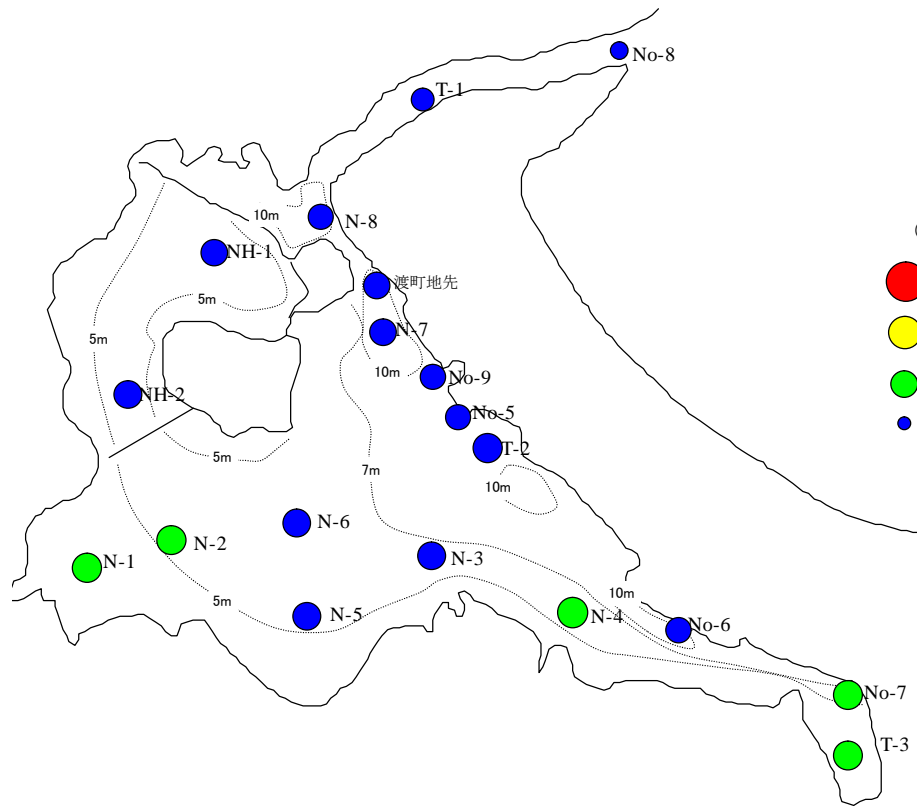 No-8
T-1
10m
N-8
NH-1
渡町地先
5m
N-7
5m
10m
No-9
NH-2
No-5
T-2
5m
7m
10m
N-6
N-2
N-3
N-1
10m
5m
N-5
N-4
No-6
No-7
T-3